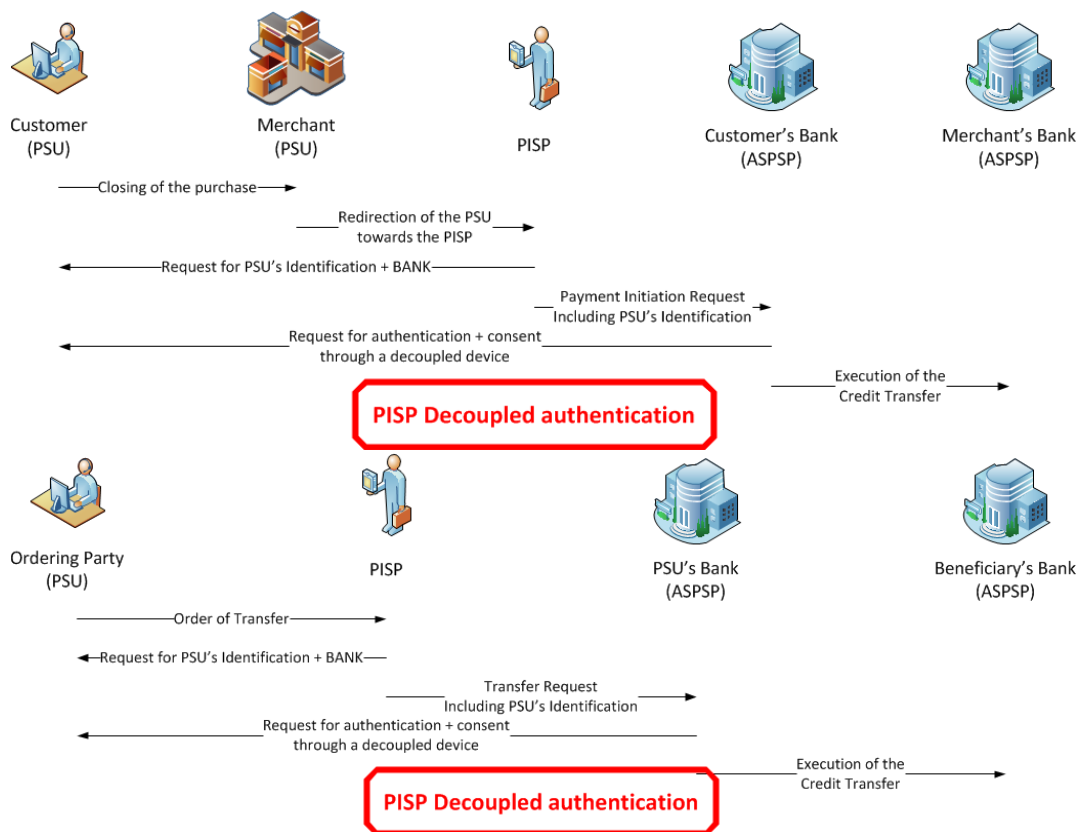 Customer
(PSU)
Merchant
(PSU)
PISP
Customer's Bank
(ASPSP)
Merchant's Bank
(ASPSP)
Closing of the purchase
Redirection of the PSU
towards the PISP
Request for PSU's Identification + BANK
Payment Initiation Request
Including PSU's Identification
Request for authentication + consent
through a decoupled device
Execution of the
Credit Transfer
PISP Decoupled authentication
Ordering Party
(PSU)
PISP
PSU's Bank
(ASPSP)
Beneficiary's Bank
(ASPSP)
Order of Transfer
Request for PSU's Identification + BANK
Transfer Request
Including PSU's Identification
Request for authentication + consent
through a decoupled device
Execution of the
Credit Transfer
PISP Decoupled authentication